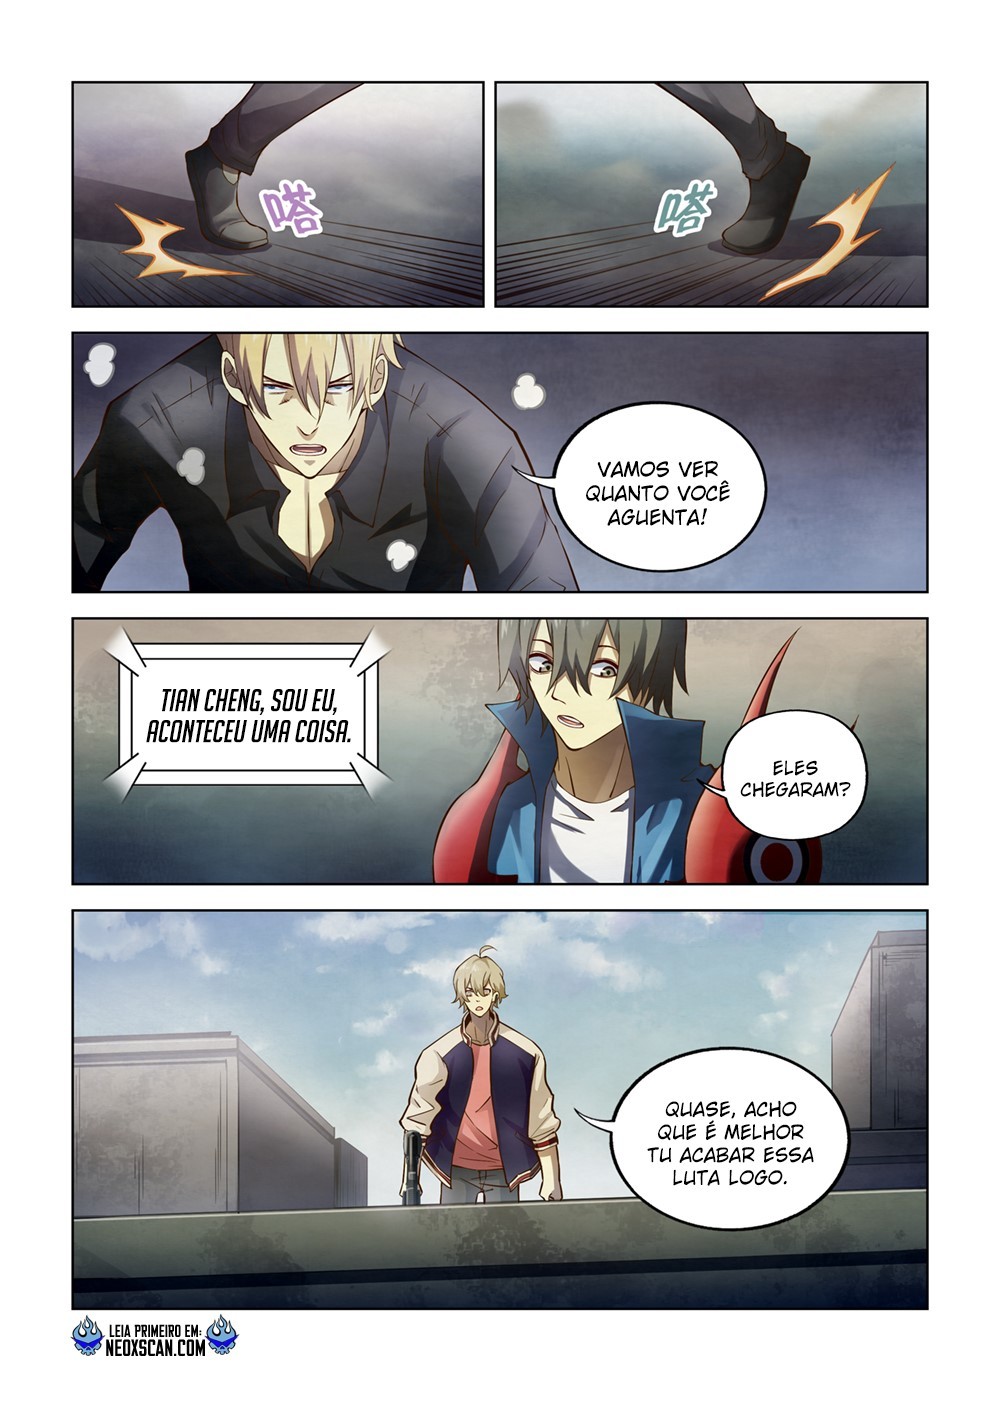 嗒
嗒
VAMOS VER
QUANTO VOCÊ
AGUENTA!
TIAN CHENG, SOU EU,
ACONTECEU UMA COISA.
ELES
CHEGARAM?
QUASE, ACHO
QUE É MELHOR
TU ACABAR ESSA
LUTA LOGO.
LEIA PRIMEIRO EM:
NEOXSCAN.COM